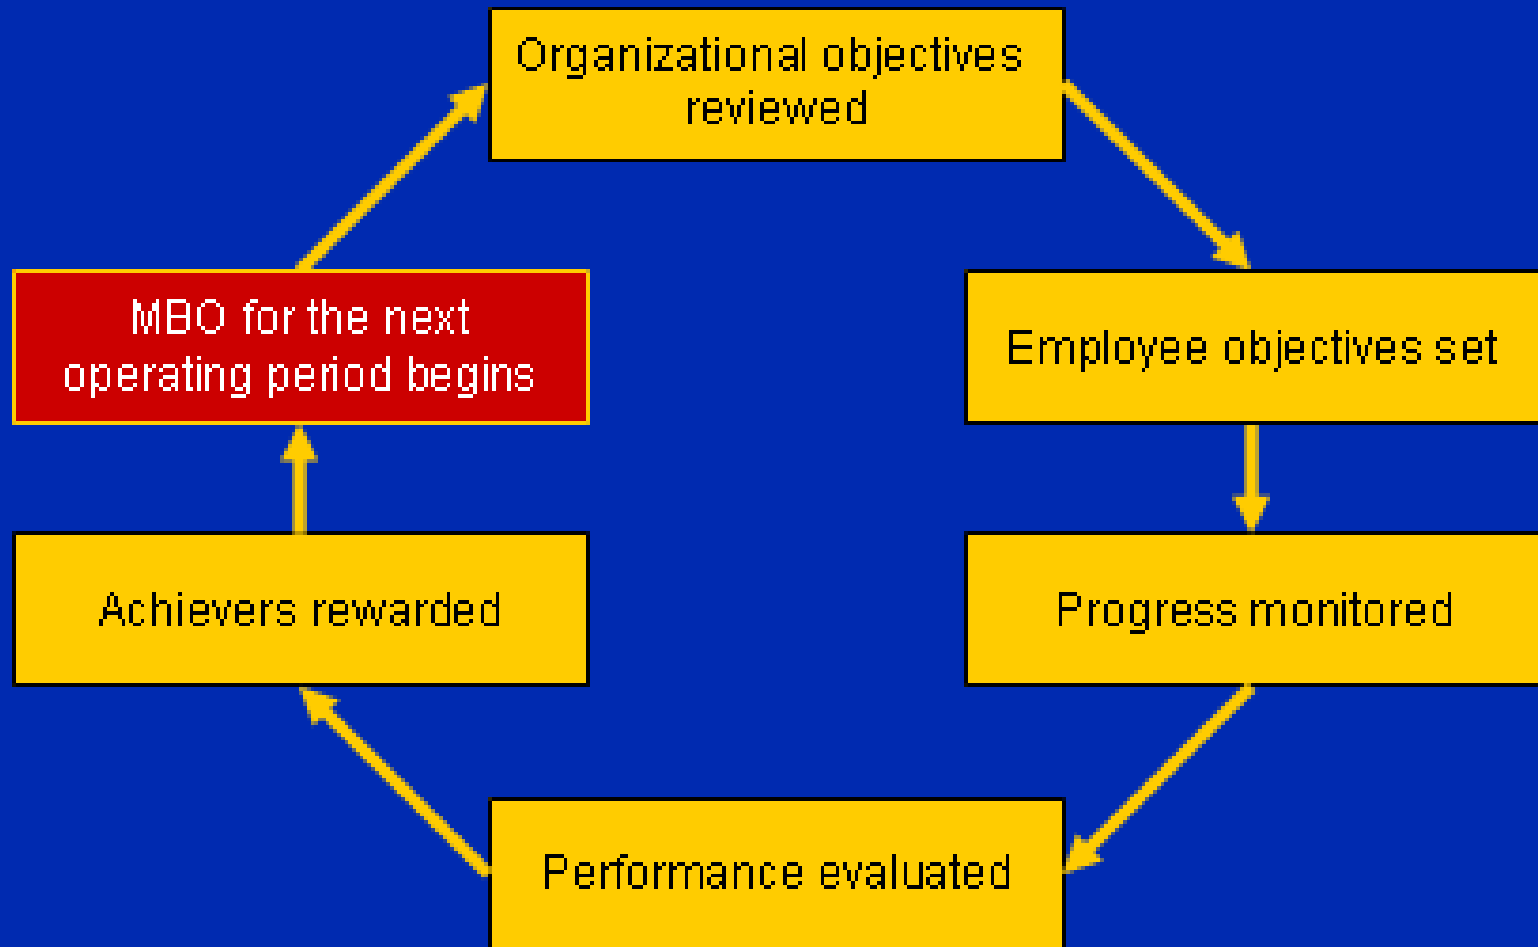 Organizational objectives
reviewed
Employee objectives set
Progress monitored
Performance evaluated
Achievers rewarded
MBO for the next
operating period begins